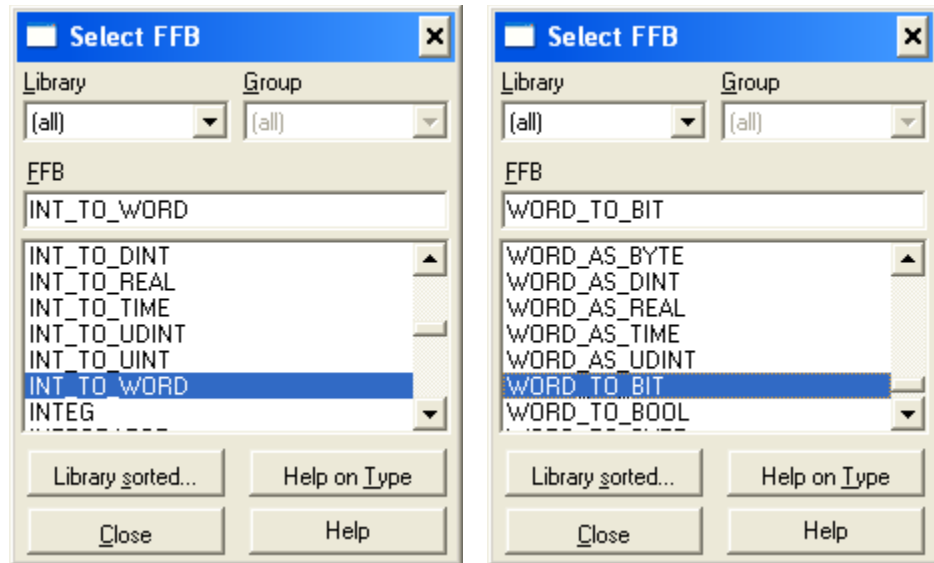 Select FFB
Library Group
(all) (all)
FFB
INT_TO_WORD
INT_TO_DINT
INT_TO_REAL
INT_TO_TIME
INT_TO_UDINT
INT_TO_UINT
INT_TO_WORD
INTEG
Library sorted... Help on Type
Close Help
Select FFB
Library Group
(all) (all)
FFB
WORD_TO_BIT
WORD_AS_BYTE
WORD_AS_DINT
WORD_AS_REAL
WORD_AS_TIME
WORD_AS_UDINT
WORD_TO_BIT
WORD_TO_BOOL
Library sorted... Help on Type
Close Help